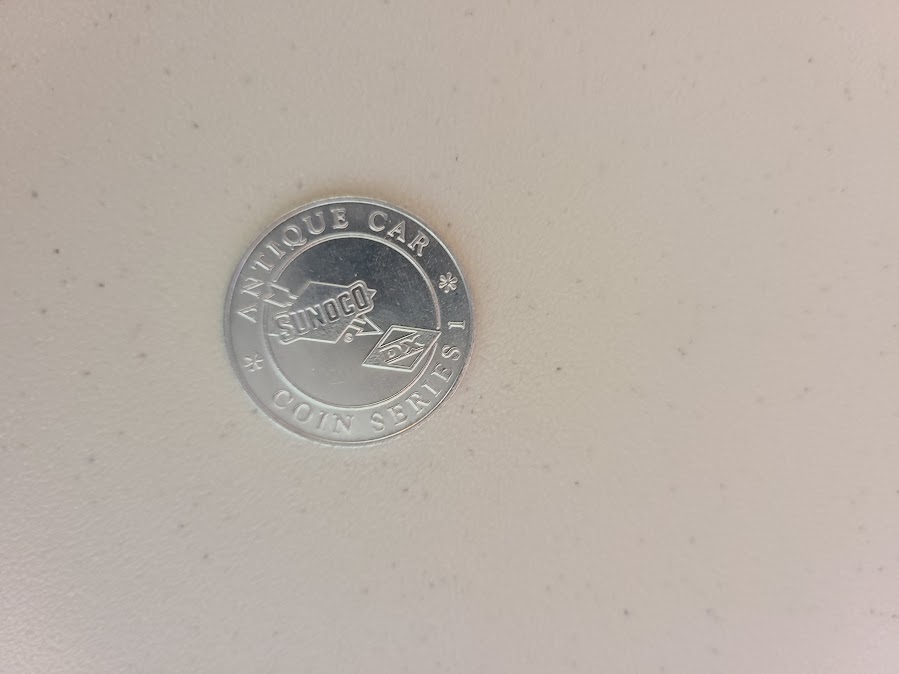 ANTIQUE CAR
SUNOCO
®
DX
COIN SERIES 1